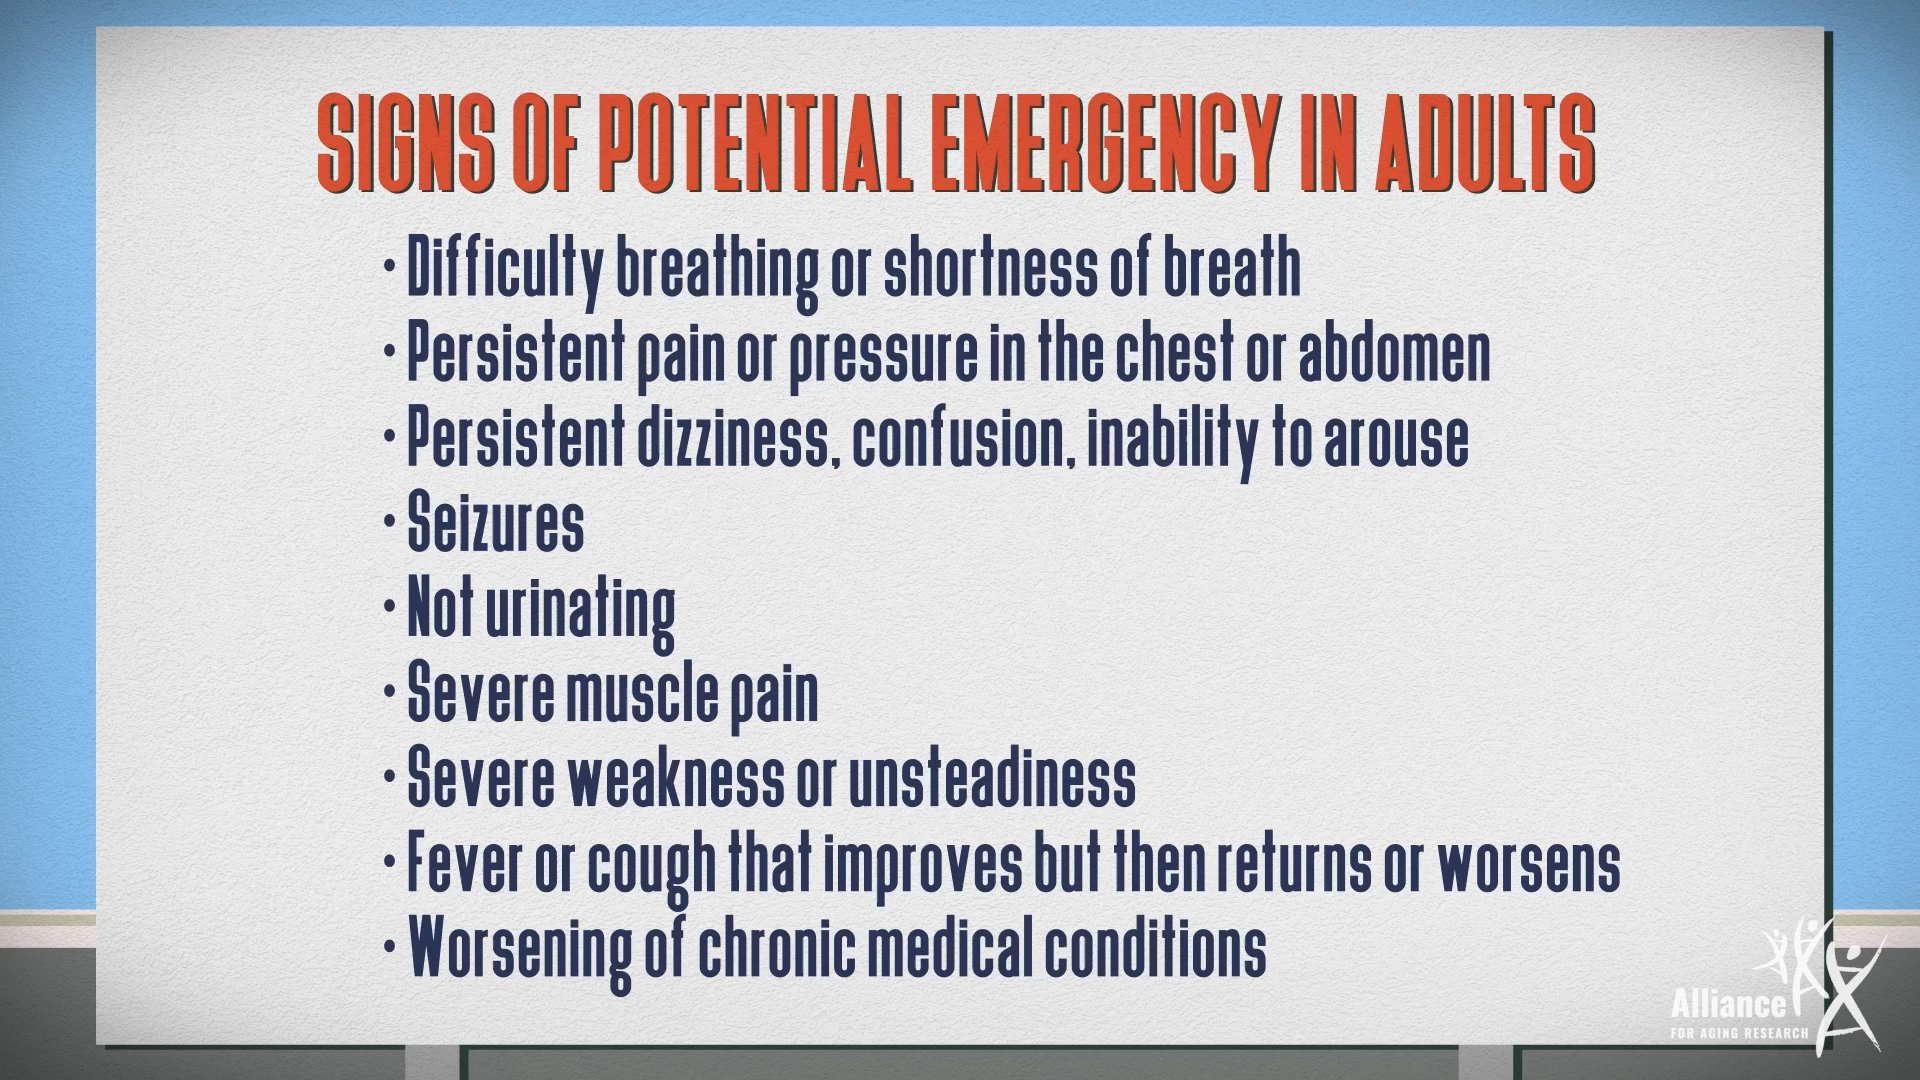 SIGNS OF POTENTIAL EMERGENCY IN ADULTS
• Difficulty breathing or shortness of breath
• Persistent pain or pressure in the chest or abdomen
• Persistent dizziness, confusion, inability to arouse
• Seizures
• Not urinating
• Severe muscle pain
• Severe weakness or unsteadiness
• Fever or cough that improves but then returns or worsens
• Worsening of chronic medical conditions
Alliance
FOR AGING RESEARCH